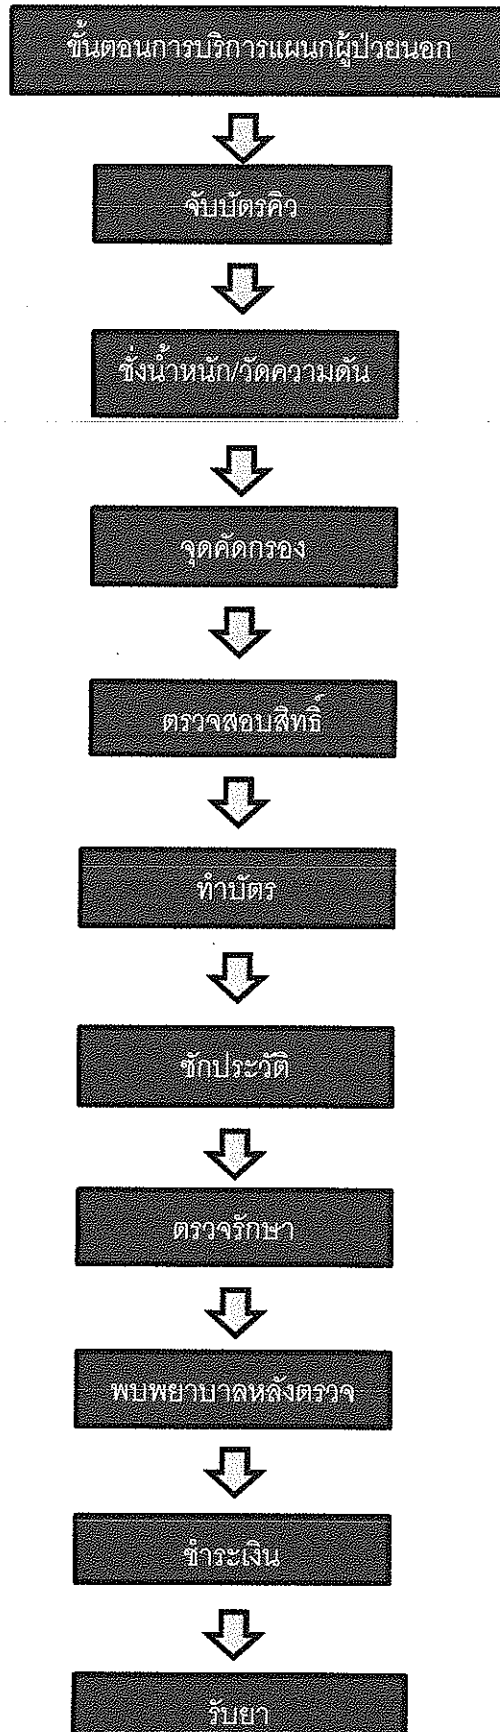 ขั้นตอนการบริการแผนกผู้ป่วยนอก
จับบัตรคิว
ชั่งน้ำหนัก/วัดความดัน
จุดคัดกรอง
ตรวจสอบสิทธิ์
ทำบัตร
ซักประวัติ
ตรวจรักษา
พบพยาบาลหลังตรวจ
ชำระเงิน
รับยา